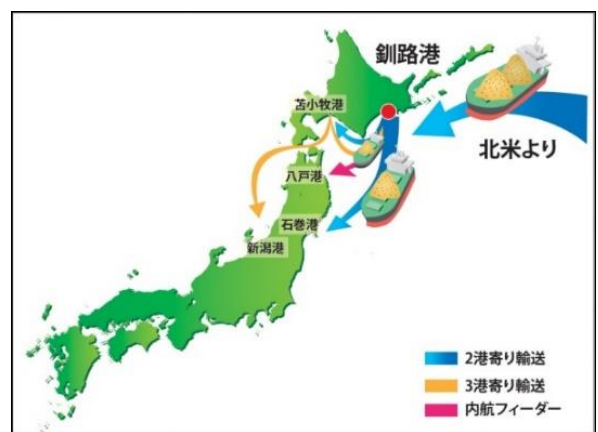 釧路港
苫小牧港
北米より
八戸港
石巻港
新潟港
2港寄り輸送
3港寄り輸送
内航フィーダー